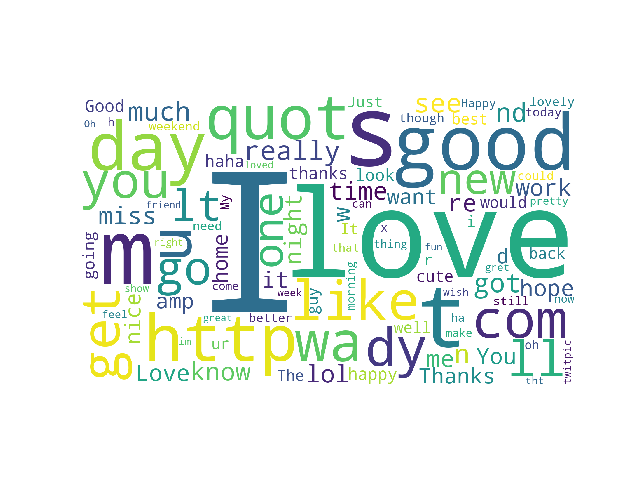 Good
much
quot
Just
see
Happy
nd
lovely
Oh
h
weekend
day
s
though
best
today
good
haha
really
loved
thanks
look
new
could
you
lt
I
one
night
time
want
re
would
work
pretty
miss
friend
My
can
w
It
i
love
m
u
go
right
need
home
x
thing
fun
r
d
back
going
that
cute
gret
got
come
it
week
guy
morning
still
now
hope
get
nice
show
amp
like
t
com
feel
http
great
better
wa
well
ha
make
wish
dy
me
n
You
oh
ll
im
ur
Love
know
The
lol
happy
Thanks
tht
twitpic